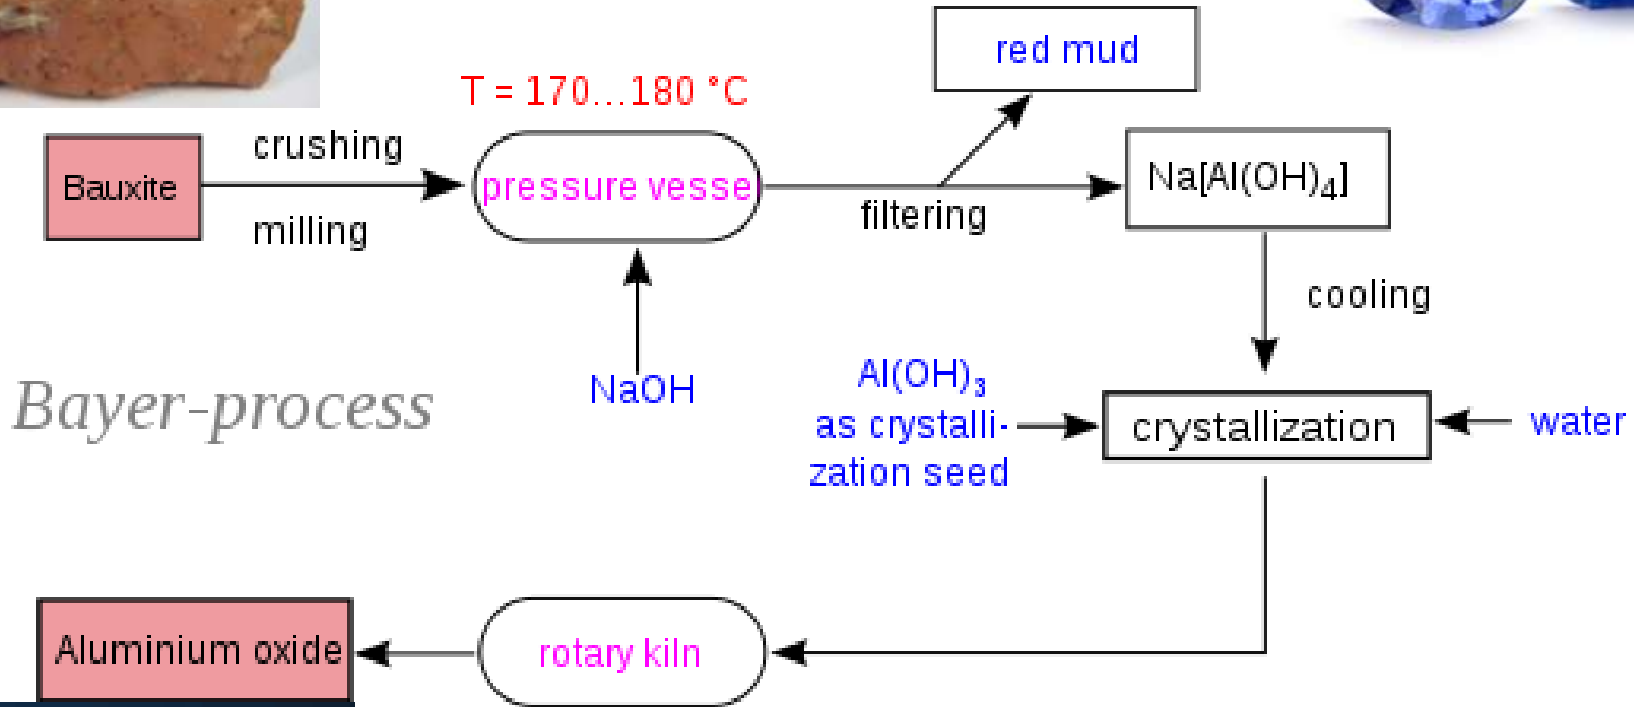 red mud
T = 170...180 °C
crushing
Bauxite
pressure vesse
milling
filtering
Na[Al(OH)₄]
cooling
NaOH
Al(OH)₃
as crystalli-
zation seed
crystallization
water
Bayer-process
Aluminium oxide
rotary kiln